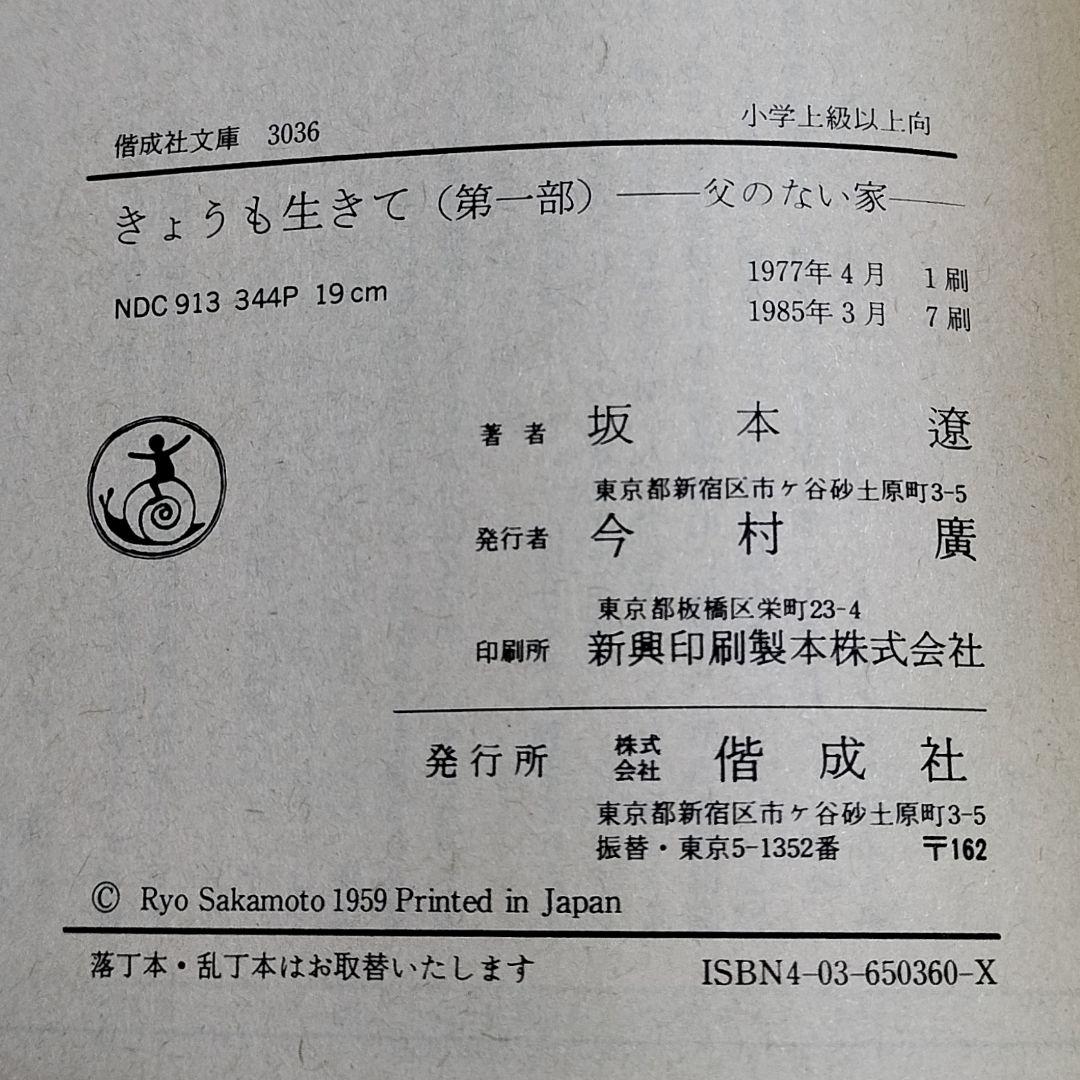 偕成社文庫 3036 小学上級以上向
きょうも生きて（第一部）――父のない家――
NDC 913 344P 19cm
1977年4月 1刷
1985年3月 7刷
著者 坂本遼
東京都新宿区市ケ谷砂土原町3-5
発行者 今村廣
東京都板橋区栄町23-4
印刷所 新興印刷製本株式会社
発行所 株式会社 偕成社
東京都新宿区市ケ谷砂土原町3-5
振替・東京5-1352番 〒162
© Ryo Sakamoto 1959 Printed in Japan
落丁本・乱丁本はお取替いたします ISBN4-03-650360-X